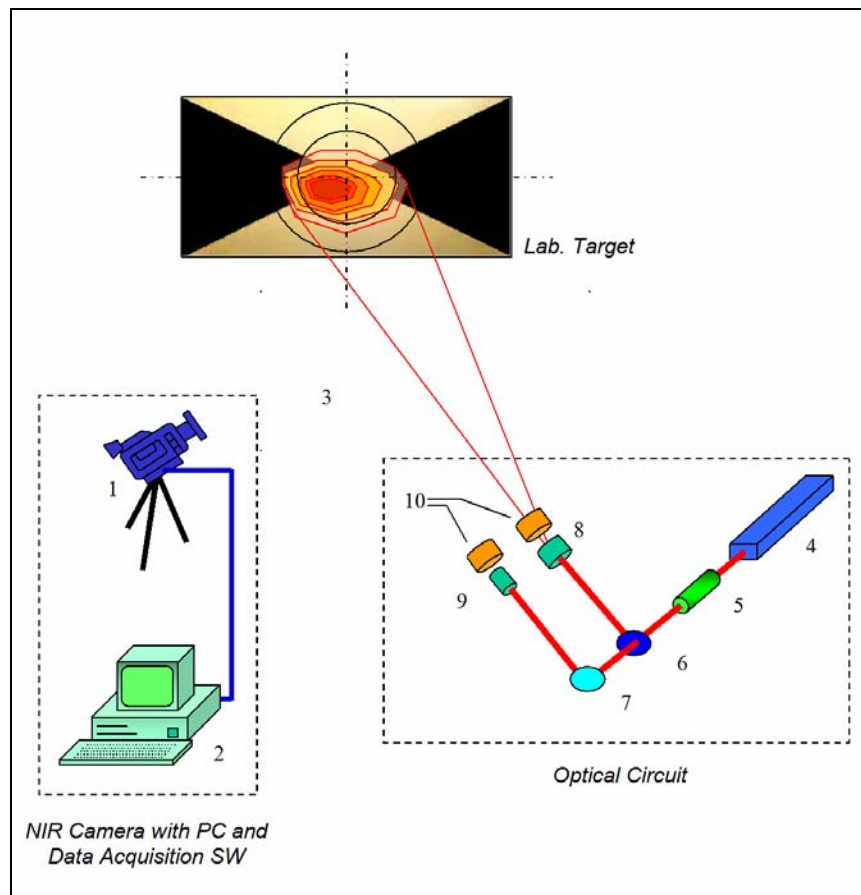 Lab. Target
3
1
10
8
4
9
5
6
7
2
Optical Circuit
NIR Camera with PC and
Data Acquisition SW